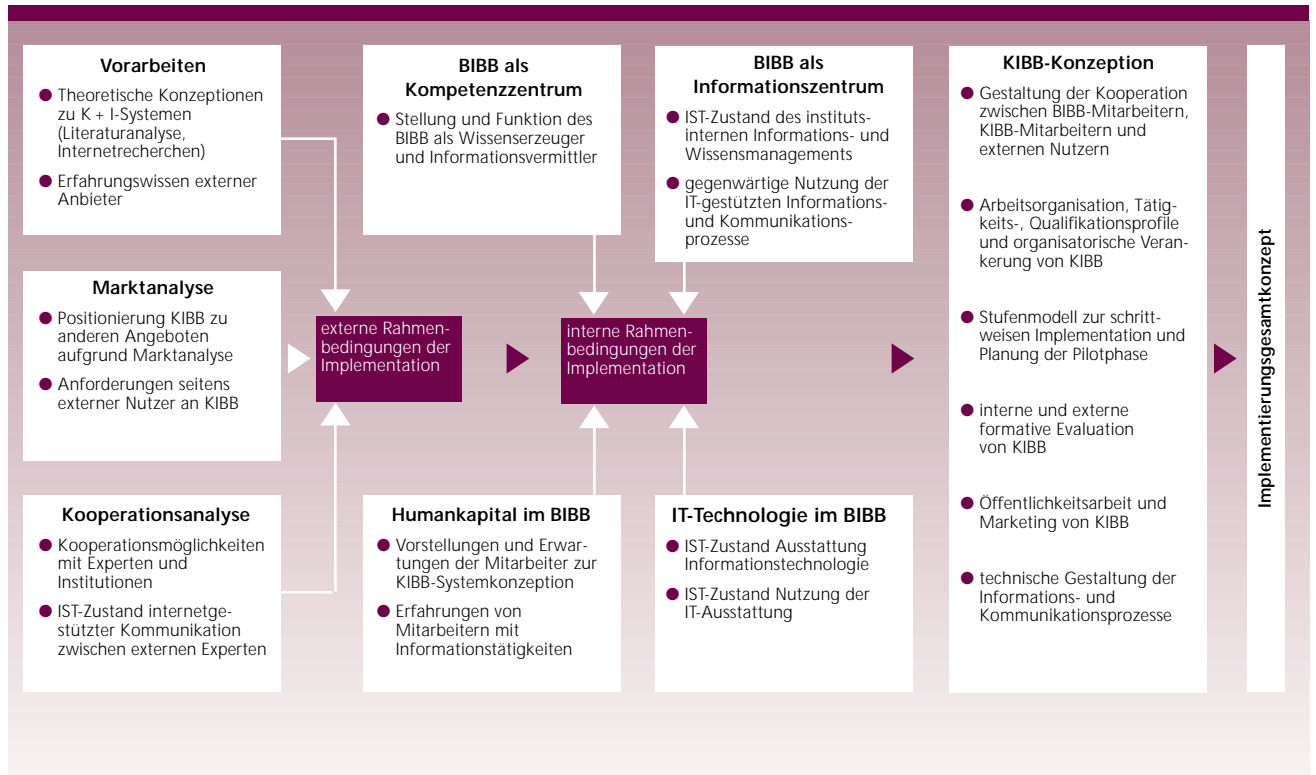 Vorarbeiten
● Theoretische Konzeptionen
zu K + I-Systemen
(Literaturanalyse,
Internetrecherchen)
● Erfahrungswissen externer
Anbieter
Marktanalyse
● Positionierung KIBB zu
anderen Angeboten
aufgrund Marktanalyse
● Anforderungen seitens
externer Nutzer an KIBB
Kooperationsanalyse
● Kooperationsmöglichkeiten
mit Experten und
Institutionen
● IST-Zustand internetge-
stützter Kommunikation
zwischen externen Experten
externe Rahmen-
bedingungen der
Implementation
BIBB als
Kompetenzzentrum
● Stellung und Funktion des
BIBB als Wissenserzeuger
und Informationsvermittler
BIBB als
Informationszentrum
● IST-Zustand des instituts-
internen Informations- und
Wissensmanagements
● gegenwärtige Nutzung der
IT-gestützten Informations-
und Kommunikations-
prozesse
interne Rahmen-
bedingungen der
Implementation
Humankapital im BIBB
● Vorstellungen und Erwar-
tungen der Mitarbeiter zur
KIBB-Systemkonzeption
● Erfahrungen von
Mitarbeitern mit
Informationstätigkeiten
IT-Technologie im BIBB
● IST-Zustand Ausstattung
Informationstechnologie
● IST-Zustand Nutzung der
IT-Ausstattung
KIBB-Konzeption
● Gestaltung der Kooperation
zwischen BIBB-Mitarbeitern,
KIBB-Mitarbeitern und
externen Nutzern
● Arbeitsorganisation, Tätig-
keits-, Qualifikationsprofile
und organisatorische Veran-
kerung von KIBB
● Stufenmodell zur schritt-
weisen Implementation und
Planung der Pilotphase
● interne und externe
formative Evaluation
von KIBB
● Öffentlichkeitsarbeit und
Marketing von KIBB
● technische Gestaltung der
Informations- und
Kommunikationsprozesse
Implementierungsgesamtkonzept